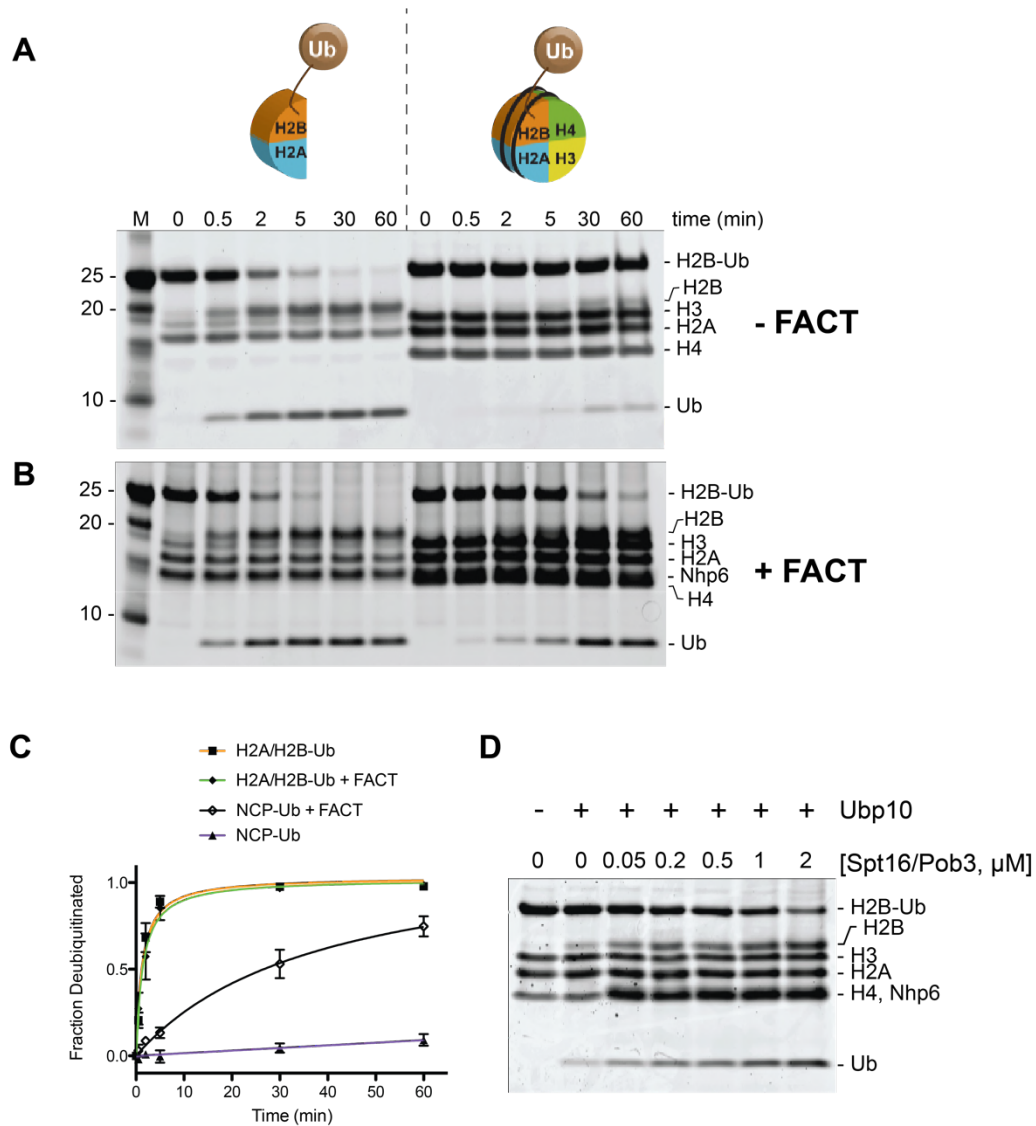 A
Ub
Ub
H2B
H2A
H2B H4
H2A H3
M 0 0.5 2 5 30 60 0 0.5 2 5 30 60 time (min)
25 -
20 -
10 -
- H2B-Ub
H2B
- H3
- H2A
- H4
- Ub
- FACT
B
25 -
20 -
10 -
- H2B-Ub
H2B
- H3
- H2A
- Nhp6
H4
- Ub
+ FACT
C
H2A/H2B-Ub
H2A/H2B-Ub + FACT
NCP-Ub + FACT
NCP-Ub
Fraction Deubiquitinated
1.0
0.5
0.0
0 10 20 30 40 50 60
Time (min)
D
- + + + + + + Ubp10
0 0 0.05 0.2 0.5 1 2 [Spt16/Pob3, µM]
- H2B-Ub
H2B
- H3
- H2A
- H4, Nhp6
- Ub